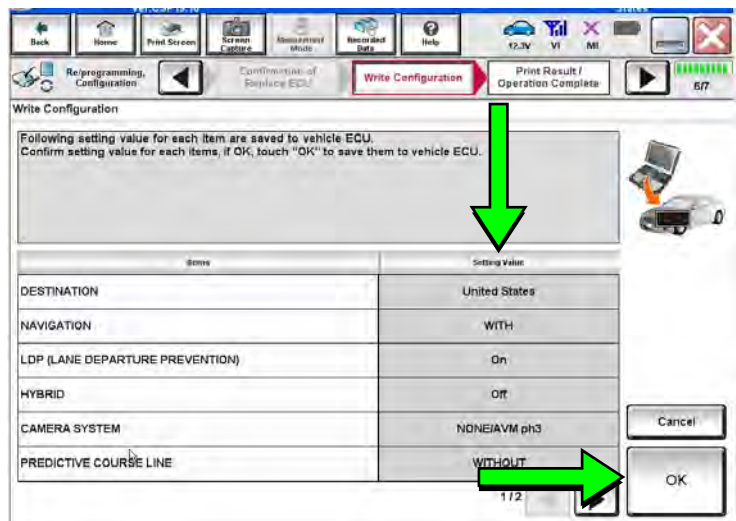 Ver.CSP15.10
States
Back
Home
Print Screen
Screen
Capture
Measurement
Mode
Recorded
Data
Help
12.3V
VI
MI
Re/programming,
Configuration
Confirmation of
Replace ECU
Write Configuration
Print Result /
Operation Complete
6/7
Write Configuration
Following setting value for each item are saved to vehicle ECU.
Confirm setting value for each items, if OK, touch "OK" to save them to vehicle ECU.
Items
Setting Value
DESTINATION
United States
NAVIGATION
WITH
LDP (LANE DEPARTURE PREVENTION)
On
HYBRID
Off
CAMERA SYSTEM
NONE/AVM ph3
PREDICTIVE COURSE LINE
WITHOUT
1/2
Cancel
OK